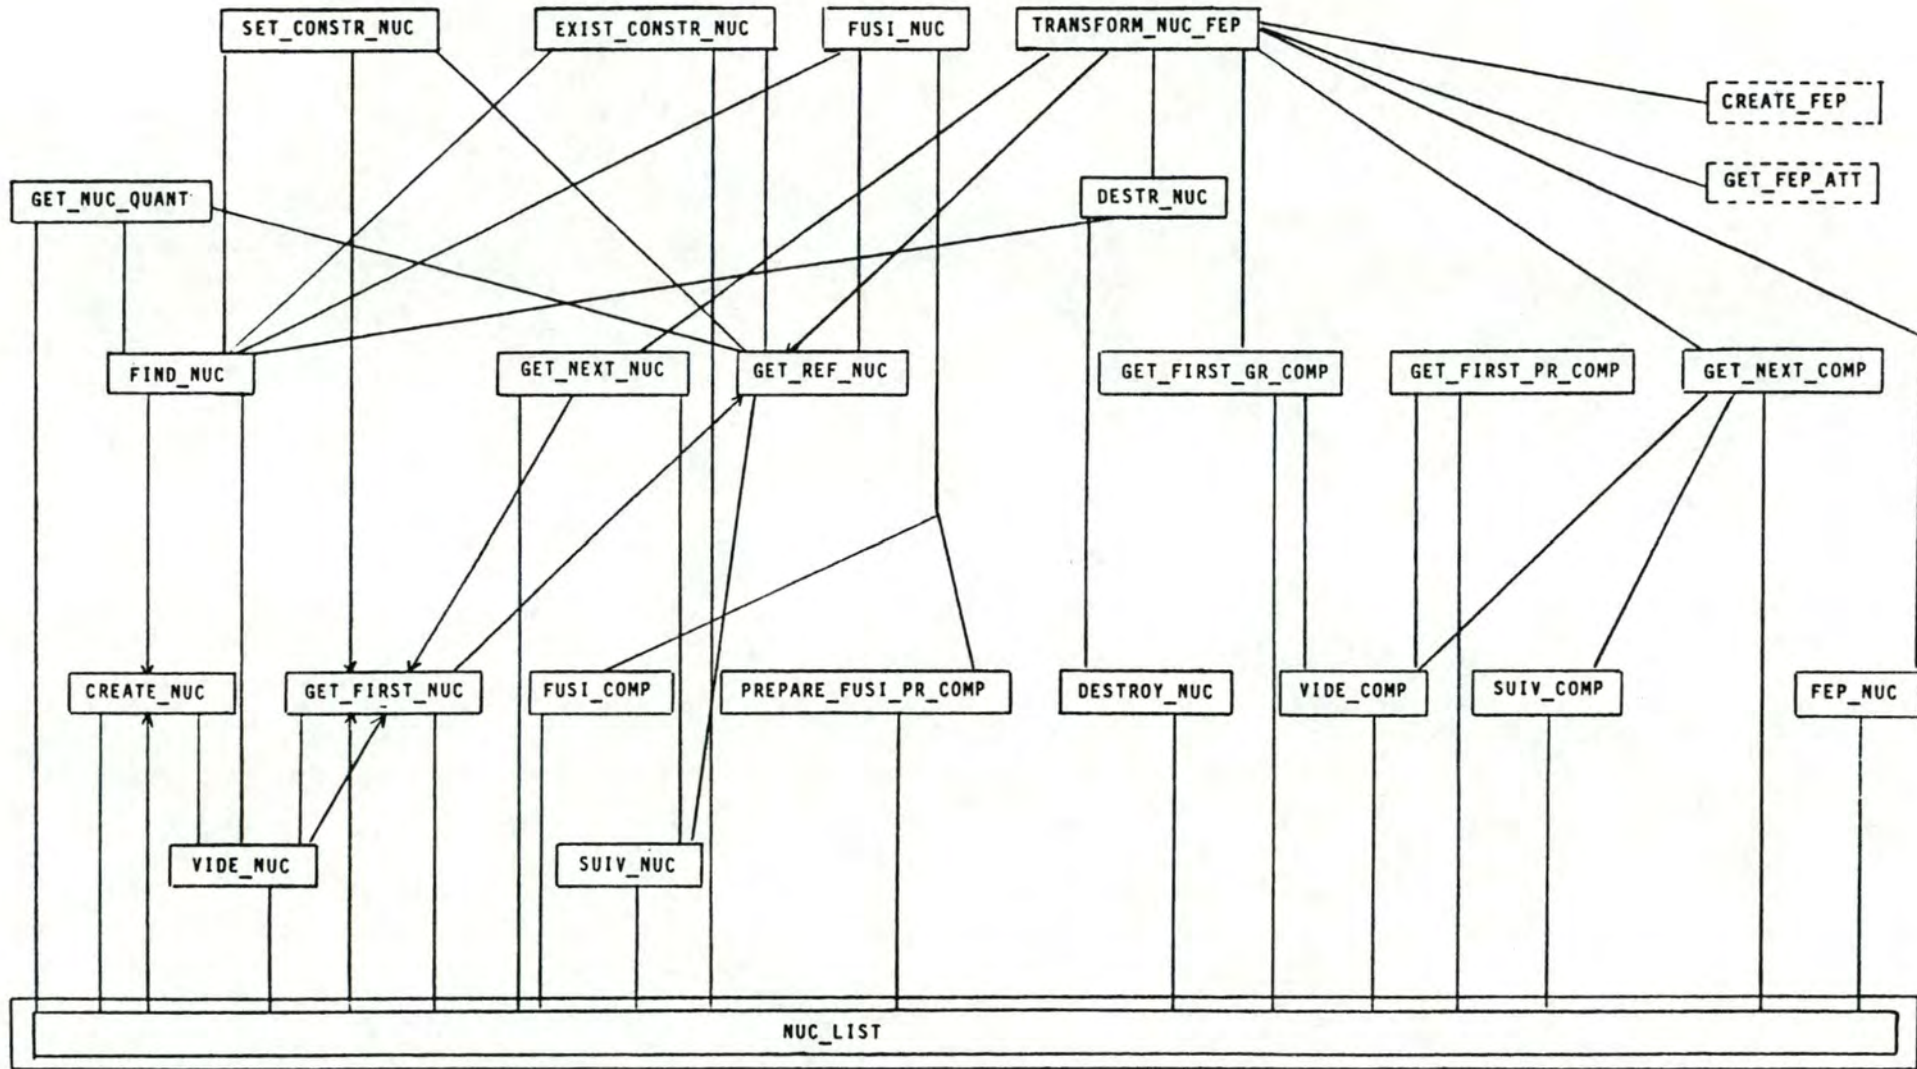 SET_CONSTR_NUC
EXIST_CONSTR_NUC
FUSI_NUC
TRANSFORM_NUC_FEP
CREATE_FEP
GET_FEP_ATT
GET_NUC_QUANT
DESTR_NUC
FIND_NUC
GET_NEXT_NUC
GET_REF_NUC
GET_FIRST_GR_COMP
GET_FIRST_PR_COMP
GET_NEXT_COMP
CREATE_NUC
GET_FIRST_NUC
FUSI_COMP
PREPARE_FUSI_PR_COMP
DESTROY_NUC
VIDE_COMP
SUIV_COMP
FEP_NUC
VIDE_NUC
SUIV_NUC
NUC_LIST